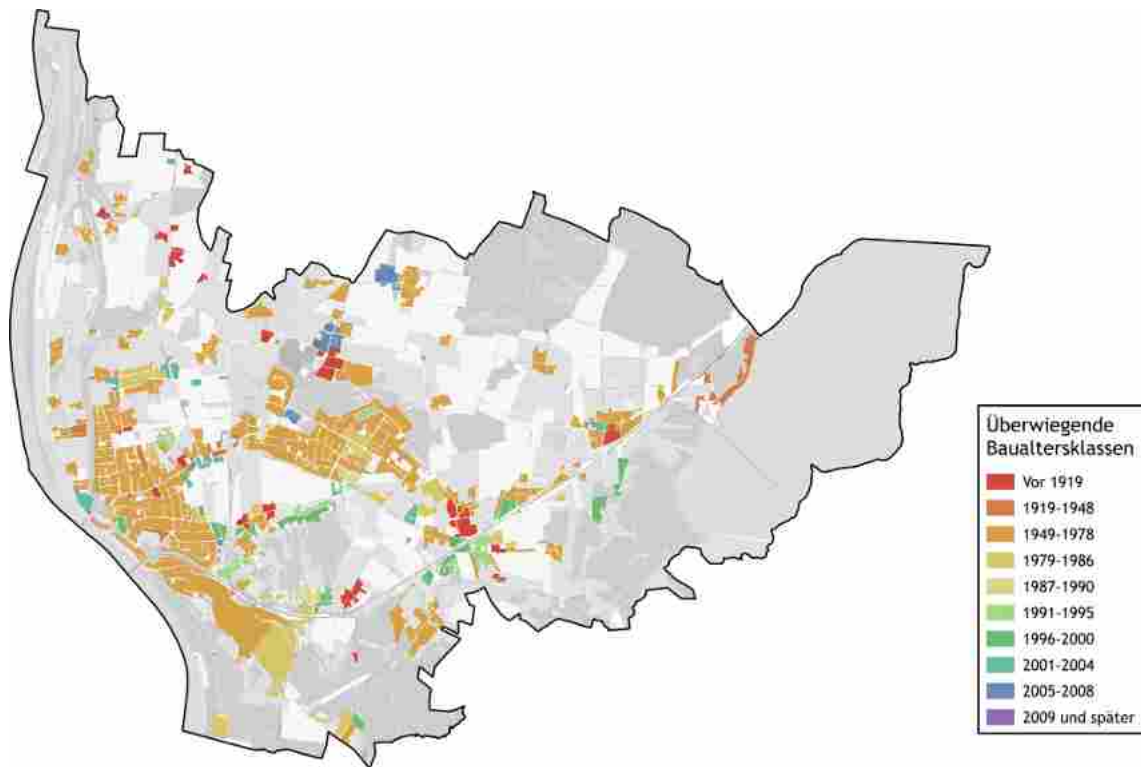 Überwiegende
Baualtersklassen
Vor 1919
1919-1948
1949-1978
1979-1986
1987-1990
1991-1995
1996-2000
2001-2004
2005-2008
2009 und später